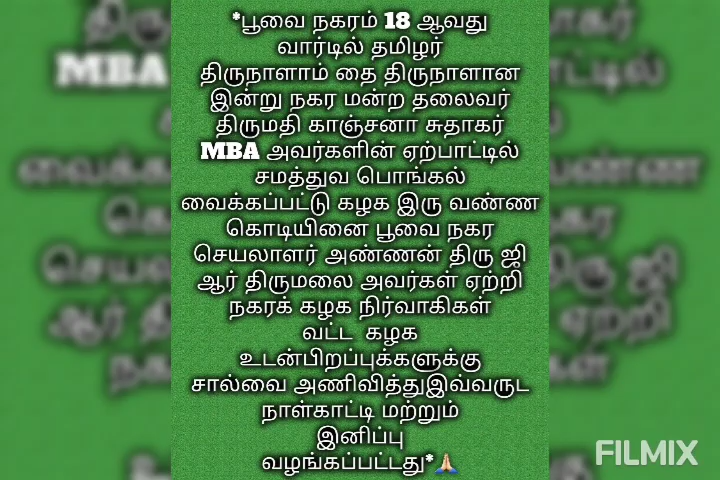 *பூவை நகரம் 18 ஆவது
வார்டில் தமிழர்
திருநாளாம் தை திருநாளான
இன்று நகர மன்ற தலைவர்
திருமதி காஞ்சனா சுதாகர்
MBA அவர்களின் ஏற்பாட்டில்
சமத்துவ பொங்கல்
வைக்கப்பட்டு கழக இரு வண்ண
கொடியினை பூவை நகர
செயலாளர் அண்ணன் திரு ஜி
ஆர் திருமலை அவர்கள் ஏற்றி
நகரக் கழக நிர்வாகிகள்
வட்ட கழக
உடன்பிறப்புக்களுக்கு
சால்வை அணிவித்துஇவ்வருட
நாள்காட்டி மற்றும்
இனிப்பு
வழங்கப்பட்டது*🙏🏻
FILMIX